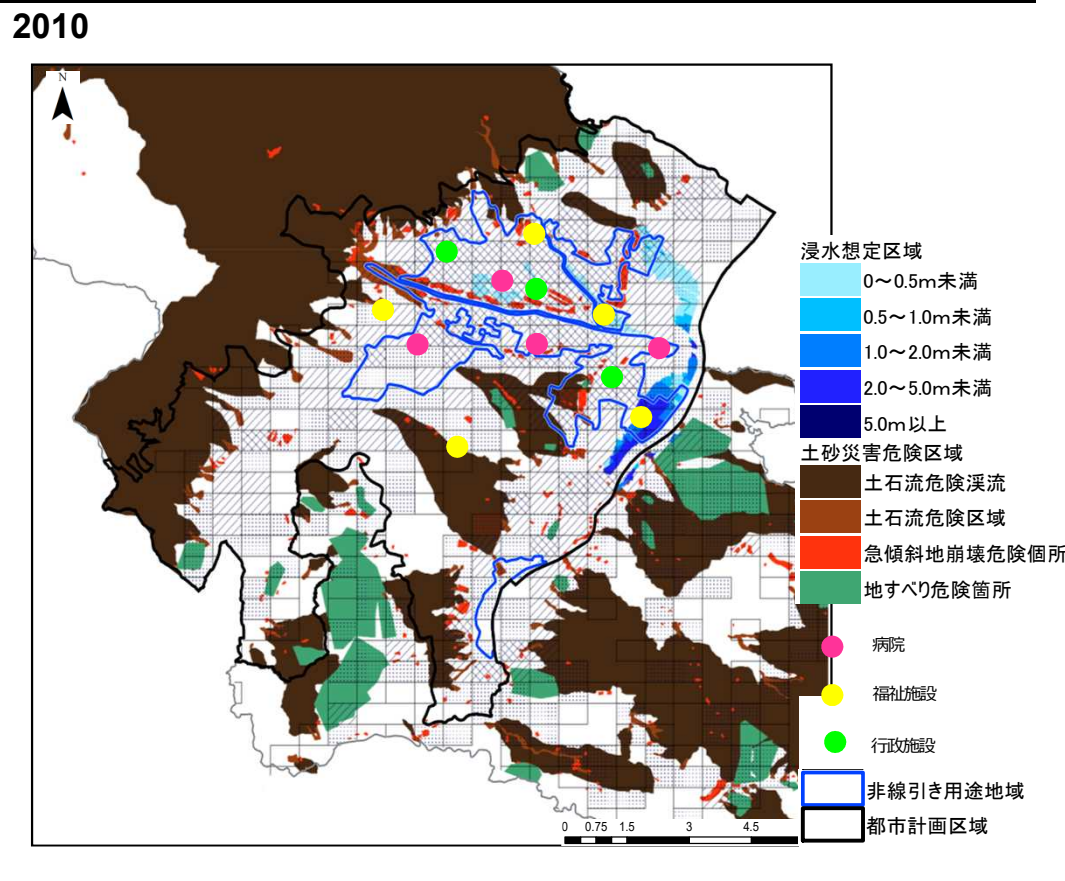 2010
N
浸水想定区域
0～0.5m未満
0.5～1.0m未満
1.0～2.0m未満
2.0～5.0m未満
5.0m以上
土砂災害危険区域
土石流危険渓流
土石流危険区域
急傾斜地崩壊危険個所
地すべり危険箇所
病院
福祉施設
行政施設
非線引き用途地域
都市計画区域
0 0.75 1.5 3 4.5